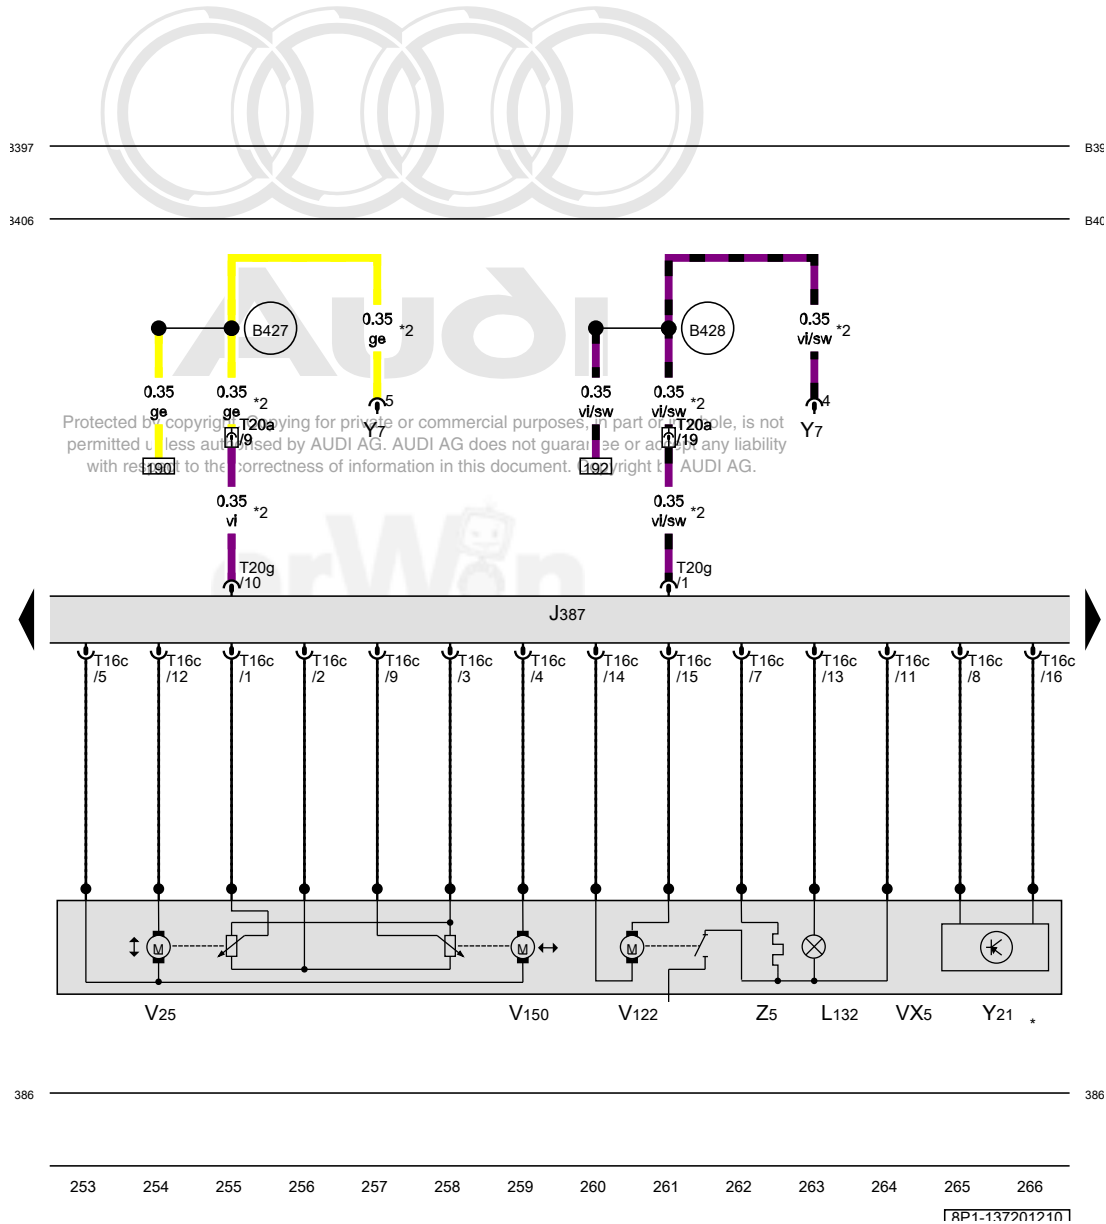 3397
B39
3406
B40
Audi
B427
0.35
ge
*2
B428
0.35
vi/sw
*2
0.35
ge
0.35
ge
*2
5
0.35
vi/sw
0.35
vi/sw
*2
4
Protected by copyright. Copying for private or commercial purposes, in part or in whole, is not
permitted unless authorised by AUDI AG. AUDI AG does not guarantee or accept any liability
with respect to the correctness of information in this document. Copyright by AUDI AG.
T20a
/9
Y7
T20a
/19
Y7
190
192
0.35
vi
*2
0.35
vi/sw
*2
erWin
T20g
/10
T20g
/1
J387
T16c
/5
T16c
/12
T16c
/1
T16c
/2
T16c
/9
T16c
/3
T16c
/4
T16c
/14
T16c
/15
T16c
/7
T16c
/13
T16c
/11
T16c
/8
T16c
/16
M
M
M
V25
V150
V122
Z5
L132
VX5
Y21
*
386
386
253 254 255 256 257 258 259 260 261 262 263 264 265 266
8P1-137201210